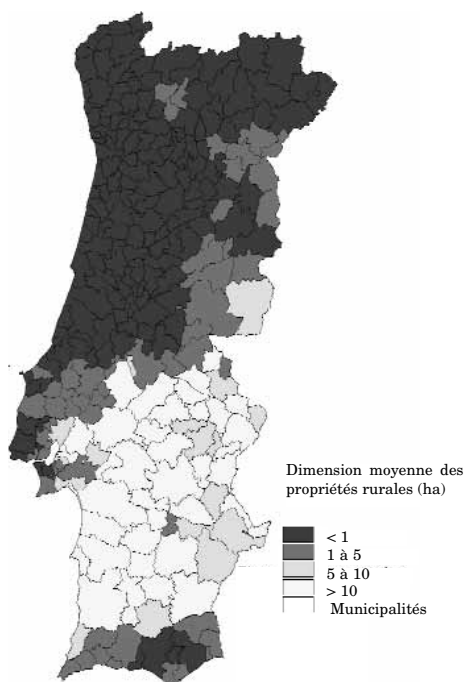 Dimension moyenne des
propriétés rurales (ha)
< 1
1 à 5
5 à 10
> 10
Municipalités